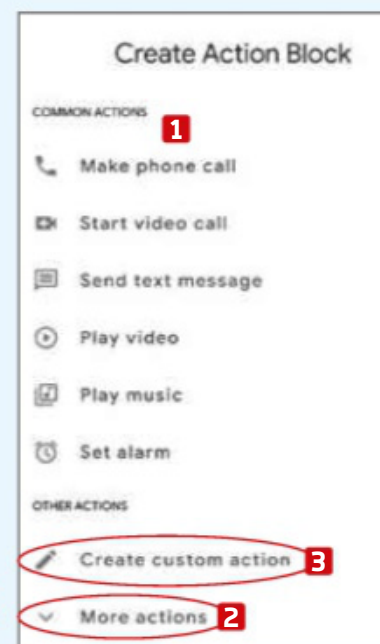 Create Action Block
COMMON ACTIONS
1
Make phone call
Start video call
Send text message
Play video
Play music
Set alarm
OTHER ACTIONS
Create custom action 3
More actions 2